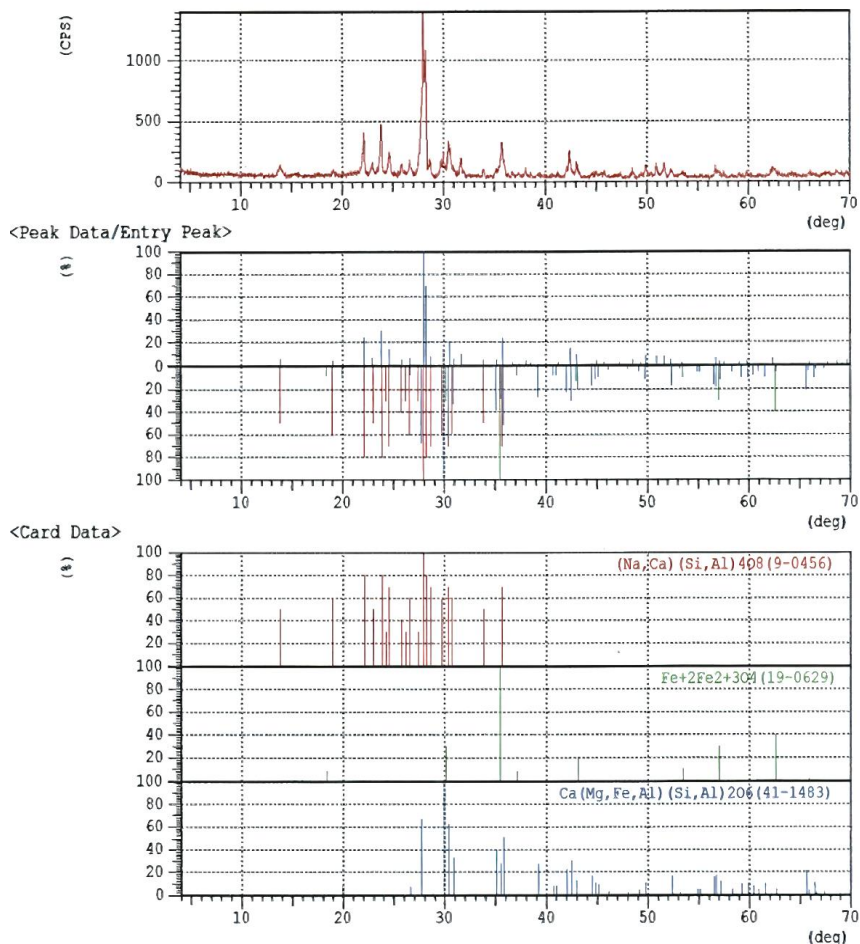 (CPS)
1000
500
0
10 20 30 40 50 60 70
(deg)
<Peak Data/Entry Peak>
(%)
100
80
60
40
20
20
40
60
80
100
10 20 30 40 50 60 70
(deg)
<Card Data>
(%)
100
(Na,Ca)(Si,Al)4O8(9-0456)
80
60
40
20
100
Fe+2Fe2+3O4(19-0629)
80
60
40
20
100
Ca(Mg,Fe,Al)(Si,Al)2O6(41-1483)
80
60
40
20
0
10 20 30 40 50 60 70
(deg)